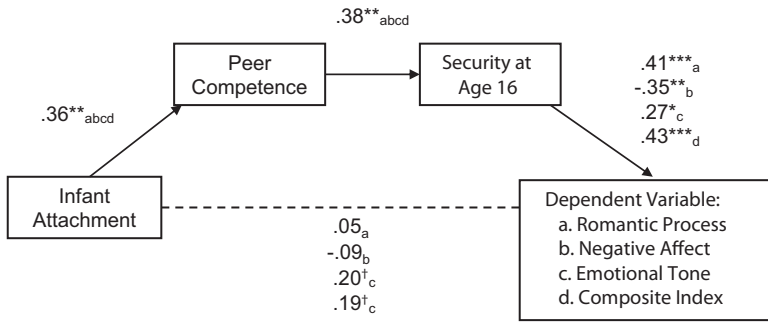 .38**abcd
Peer
Competence
Security at
Age 16
.41***a
-.35**b
.27*c
.43***d
.36**abcd
Infant
Attachment
.05a
-.09b
.20†c
.19†c
Dependent Variable:
a. Romantic Process
b. Negative Affect
c. Emotional Tone
d. Composite Index